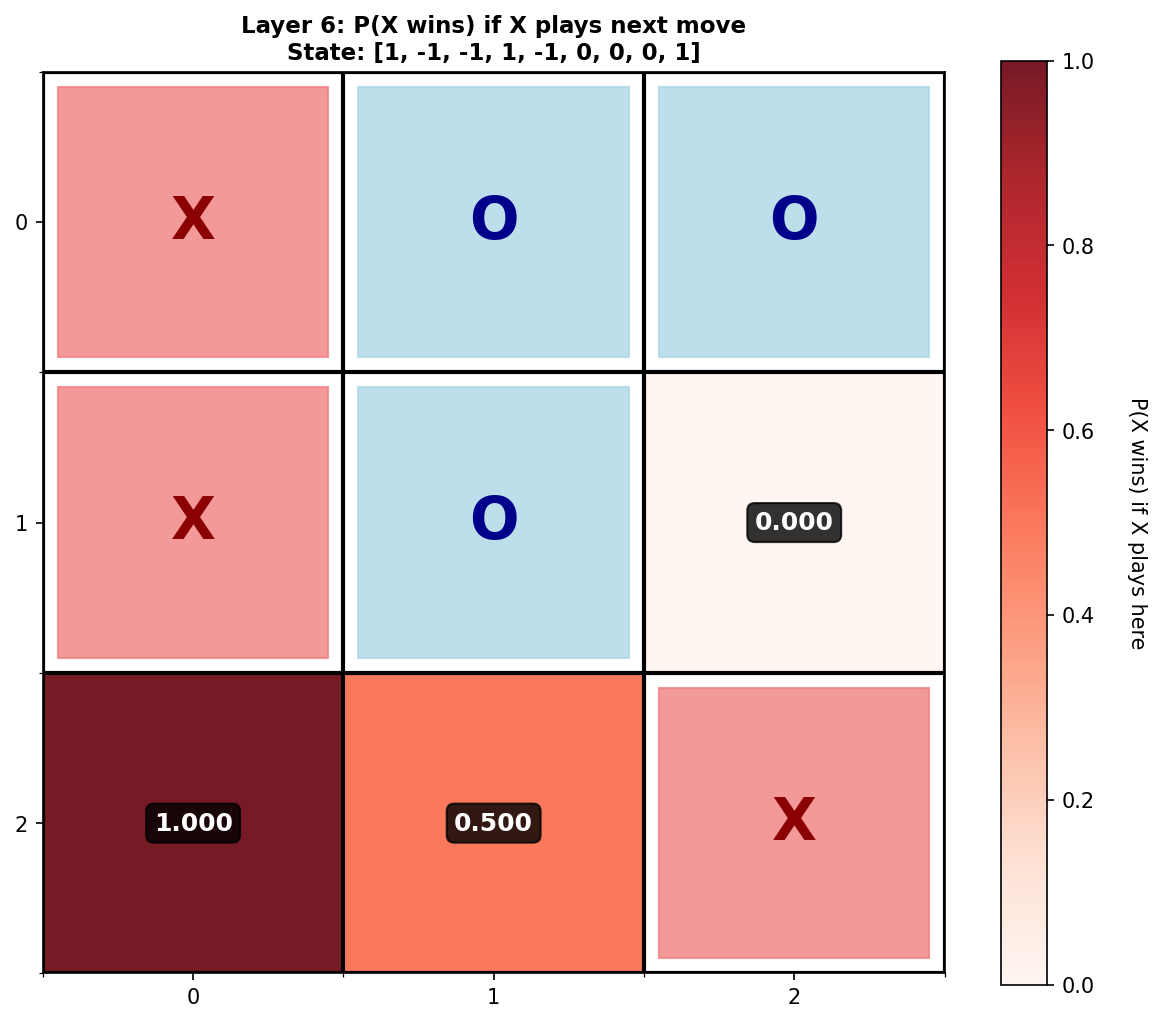 Layer 6: P(X wins) if X plays next move
State: [1, -1, -1, 1, -1, 0, 0, 0, 1]
0
X
O
O
1
X
O
0.000
2
1.000
0.500
X
0
1
2
1.0
0.8
0.6
0.4
0.2
0.0
P(X wins) if X plays here